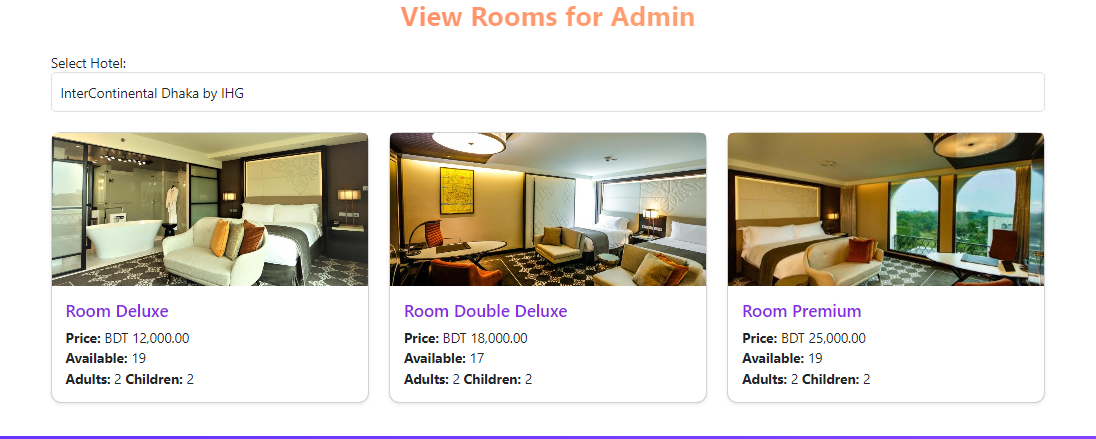 View Rooms for Admin
Select Hotel:
InterContinental Dhaka by IHG
Room Deluxe
Price: BDT 12,000.00
Available: 19
Adults: 2 Children: 2
Room Double Deluxe
Price: BDT 18,000.00
Available: 17
Adults: 2 Children: 2
Room Premium
Price: BDT 25,000.00
Available: 19
Adults: 2 Children: 2